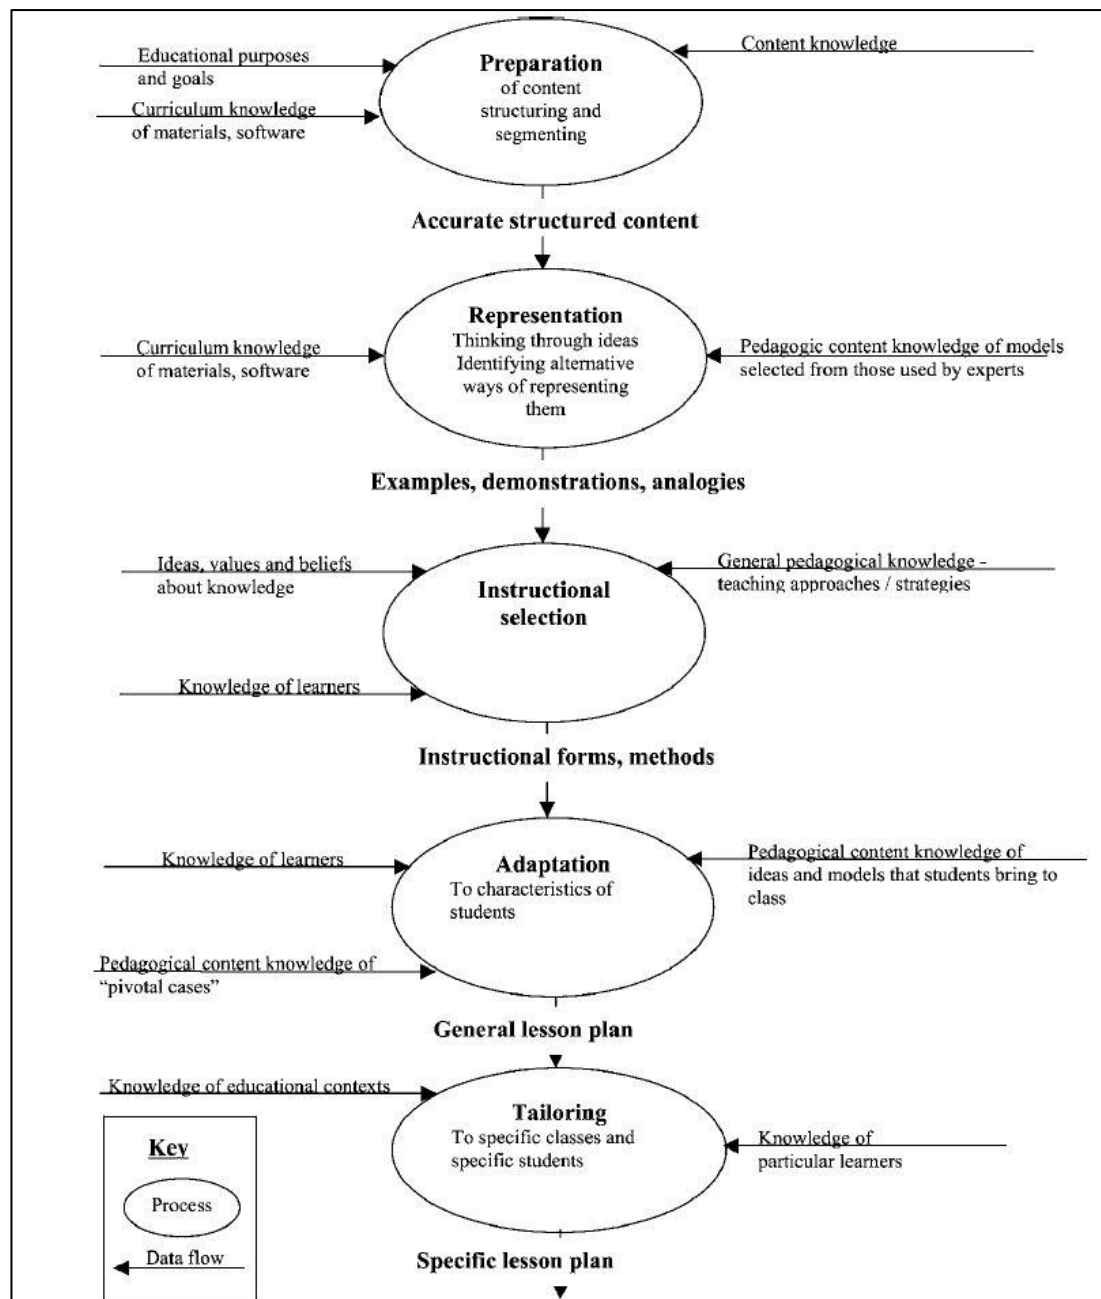 Educational purposes
and goals
Content knowledge
Curriculum knowledge
of materials, software
Preparation
of content
structuring and
segmenting
Accurate structured content
Representation
Thinking through ideas
Identifying alternative
ways of representing
them
Curriculum knowledge
of materials, software
Pedagogic content knowledge of models
selected from those used by experts
Examples, demonstrations, analogies
Ideas, values and beliefs
about knowledge
General pedagogical knowledge -
teaching approaches / strategies
Instructional
selection
Knowledge of learners
Instructional forms, methods
Knowledge of learners
Adaptation
To characteristics of
students
Pedagogical content knowledge of
ideas and models that students bring to
class
Pedagogical content knowledge of
“pivotal cases”
General lesson plan
Knowledge of educational contexts
Tailoring
To specific classes and
specific students
Knowledge of
particular learners
Key
Process
Data flow
Specific lesson plan